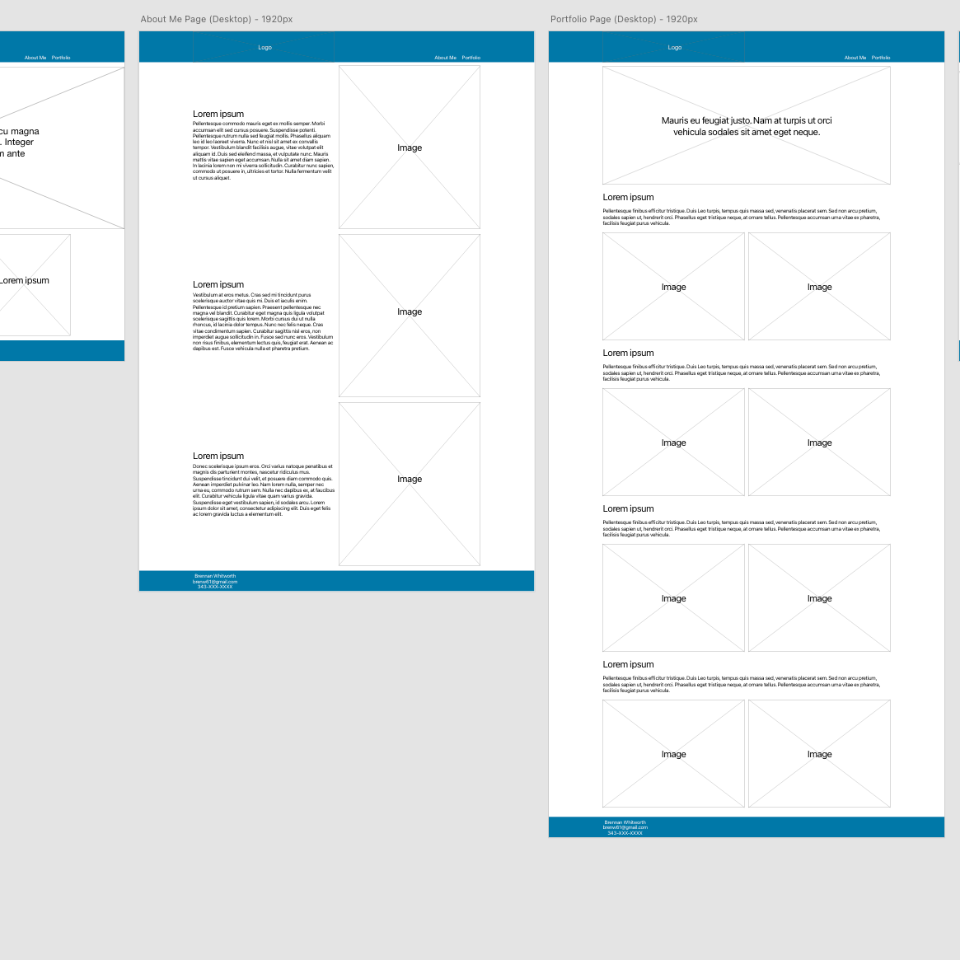 About Me Page (Desktop) - 1920px
Portfolio Page (Desktop) - 1920px
About Me Portfolio
cu magna
. Integer
m ante
Lorem ipsum
Logo
About Me Portfolio
Lorem ipsum
Pellentesque commodo mauris eget ex mollis semper. Morbi
accumsan elit sed cursus posuere. Suspendisse potenti.
Pellentesque rutrum nulla sed feugiat mollis. Phasellus aliquam
leo id leo laoreet viverra. Nunc et nisl sit amet ex convallis
tempor. Vestibulum blandit facilisis augue, vitae volutpat elit
aliquam id. Duis sed eleifend massa, et vulputate nunc. Mauris
mattis vitae sapien eget accumsan. Nulla sit amet diam sapien.
In lacinia lorem non mi viverra sollicitudin. Curabitur nunc sapien,
commodo ut posuere in, ultricies et tortor. Nulla fermentum velit
ut cursus aliquet.
Image
Lorem ipsum
Vestibulum at eros metus. Cras sed mi tincidunt purus
scelerisque auctor vitae quis mi. Duis et iaculis enim.
Pellentesque id pretium sapien. Praesent pellentesque nec
magna vel blandit. Curabitur eget magna quis ligula volutpat
scelerisque sagittis quis lorem. Morbi cursus dui ut nulla
rhoncus, id lacinia dolor tempus. Nunc nec felis neque. Cras
vitae condimentum sapien. Curabitur sagittis nisl eros, non
imperdiet augue sollicitudin in. Fusce sed nunc eros. Vestibulum
non risus finibus, elementum lectus quis, feugiat erat. Aenean ac
dapibus est. Fusce vehicula nulla et pharetra pretium.
Image
Lorem ipsum
Donec scelerisque ipsum eros. Orci varius natoque penatibus et
magnis dis parturient montes, nascetur ridiculus mus.
Suspendisse tincidunt dui velit, et posuere diam commodo quis.
Aenean imperdiet pulvinar leo. Nam lorem nulla, semper nec
urna eu, commodo rutrum sem. Nulla nec dapibus ex, at faucibus
elit. Curabitur vehicula ligula vitae quam varius gravida.
Suspendisse eget vestibulum sapien, id sodales arcu. Lorem
ipsum dolor sit amet, consectetur adipiscing elit. Duis eget felis
ac lorem gravida luctus a elementum elit.
Image
Brennan Whitworth
343-XXX-XXXX
Logo
About Me Portfolio
Mauris eu feugiat justo. Nam at turpis ut orci
vehicula sodales sit amet eget neque.
Lorem ipsum
Pellentesque finibus efficitur tristique. Duis Leo turpis, tempus quis massa sed, venenatis placerat sem. Sed non arcu pretium,
sodales sapien ut, hendrerit orci. Phasellus eget tristique neque, at ornare tellus. Pellentesque accumsan urna vitae ex pharetra,
facilisis feugiat purus vehicula.
Image Image
Lorem ipsum
Pellentesque finibus efficitur tristique. Duis Leo turpis, tempus quis massa sed, venenatis placerat sem. Sed non arcu pretium,
sodales sapien ut, hendrerit orci. Phasellus eget tristique neque, at ornare tellus. Pellentesque accumsan urna vitae ex pharetra,
facilisis feugiat purus vehicula.
Image Image
Lorem ipsum
Pellentesque finibus efficitur tristique. Duis Leo turpis, tempus quis massa sed, venenatis placerat sem. Sed non arcu pretium,
sodales sapien ut, hendrerit orci. Phasellus eget tristique neque, at ornare tellus. Pellentesque accumsan urna vitae ex pharetra,
facilisis feugiat purus vehicula.
Image Image
Lorem ipsum
Pellentesque finibus efficitur tristique. Duis Leo turpis, tempus quis massa sed, venenatis placerat sem. Sed non arcu pretium,
sodales sapien ut, hendrerit orci. Phasellus eget tristique neque, at ornare tellus. Pellentesque accumsan urna vitae ex pharetra,
facilisis feugiat purus vehicula.
Image Image
Brennan Whitworth
343-XXX-XXXX